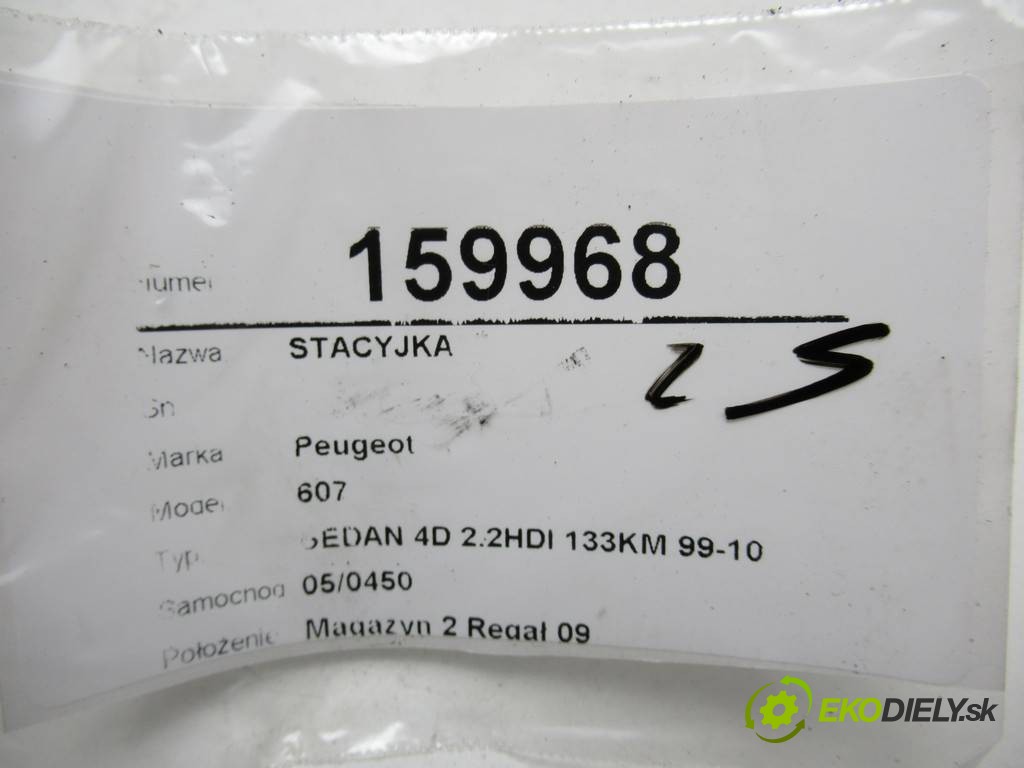 Numer 159968
Nazwa STACYJKA
Sn
25
Marka Peugeot
Model 607
Typ SEDAN 4D 2.2HDI 133KM 99-10
Samochod 05/0450
Położenie Magazyn 2 Regał 09
EKODIELY.sk